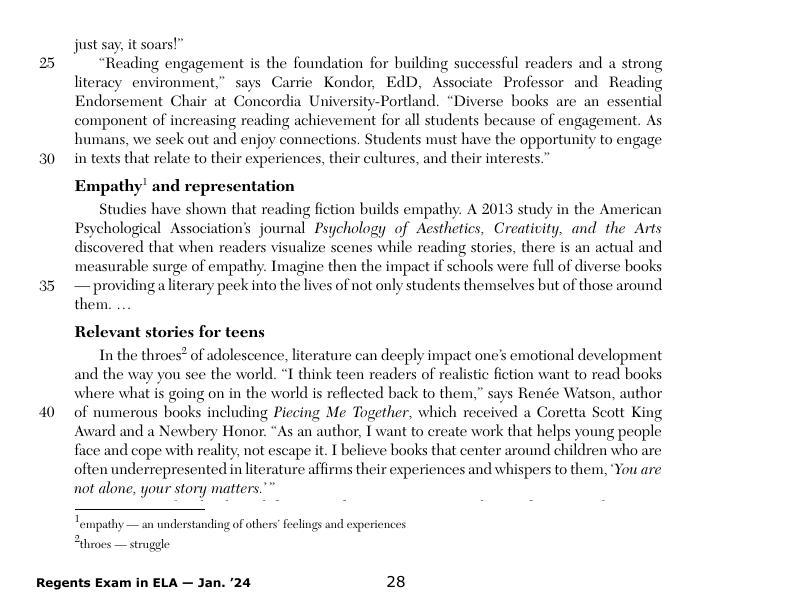 just say, it soars!”
25 “Reading engagement is the foundation for building successful readers and a strong
literacy environment,” says Carrie Kondor, EdD, Associate Professor and Reading
Endorsement Chair at Concordia University-Portland. “Diverse books are an essential
component of increasing reading achievement for all students because of engagement. As
humans, we seek out and enjoy connections. Students must have the opportunity to engage
30 in texts that relate to their experiences, their cultures, and their interests.”
Empathy1 and representation
Studies have shown that reading fiction builds empathy. A 2013 study in the American
Psychological Association’s journal Psychology of Aesthetics, Creativity, and the Arts
discovered that when readers visualize scenes while reading stories, there is an actual and
measurable surge of empathy. Imagine then the impact if schools were full of diverse books
35 — providing a literary peek into the lives of not only students themselves but of those around
them. …
Relevant stories for teens
In the throes2 of adolescence, literature can deeply impact one’s emotional development
and the way you see the world. “I think teen readers of realistic fiction want to read books
where what is going on in the world is reflected back to them,” says Renée Watson, author
40 of numerous books including Piecing Me Together, which received a Coretta Scott King
Award and a Newbery Honor. “As an author, I want to create work that helps young people
face and cope with reality, not escape it. I believe books that center around children who are
often underrepresented in literature affirms their experiences and whispers to them, ‘You are
not alone, your story matters.’ ”
1empathy — an understanding of others’ feelings and experiences
2throes — struggle
Regents Exam in ELA — Jan. ’24 28